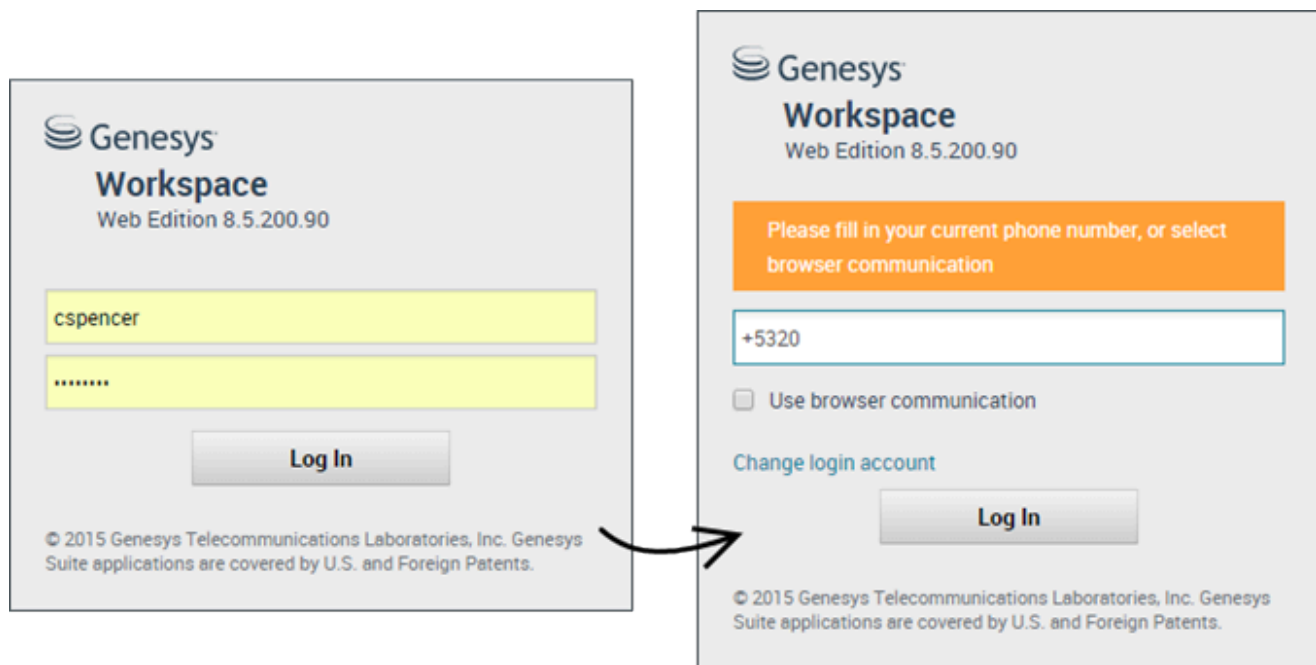 Genesys
Workspace
Web Edition 8.5.200.90
cspencer
••••••••
Log In
© 2015 Genesys Telecommunications Laboratories, Inc. Genesys
Suite applications are covered by U.S. and Foreign Patents.
Genesys
Workspace
Web Edition 8.5.200.90
Please fill in your current phone number, or select
browser communication
+5320
Use browser communication
Change login account
Log In
© 2015 Genesys Telecommunications Laboratories, Inc. Genesys
Suite applications are covered by U.S. and Foreign Patents.